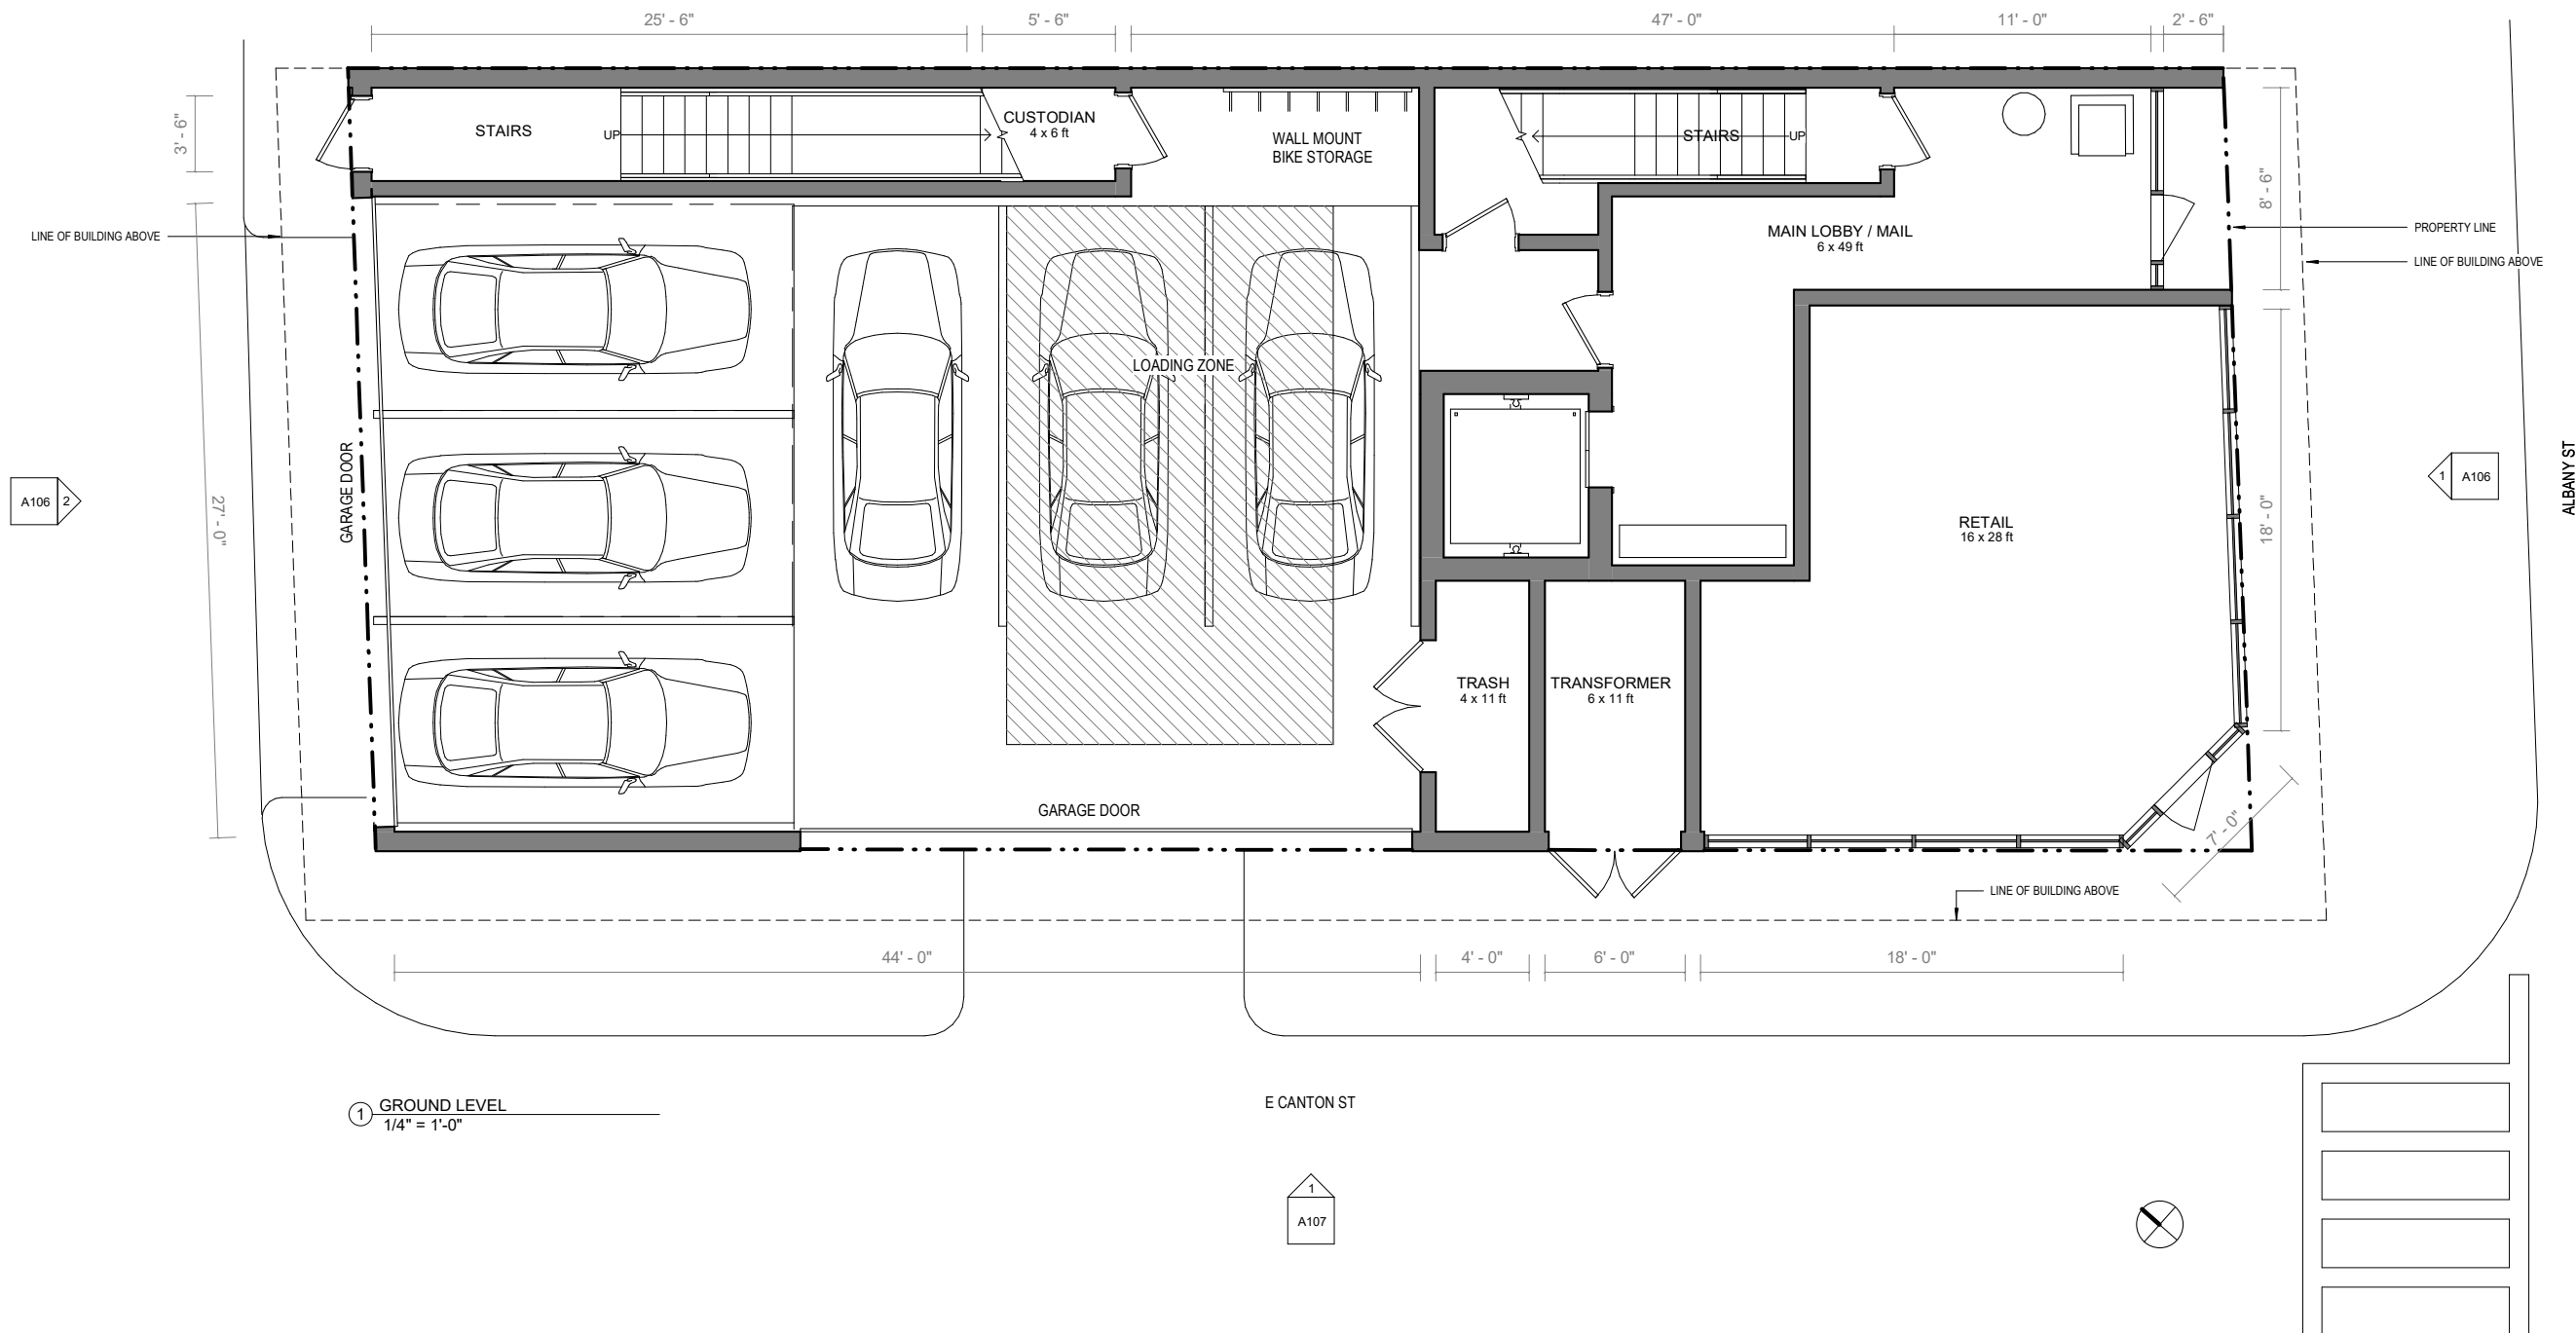 25' - 6"
5' - 6"
47' - 0"
11' - 0"
2' - 6"
3' - 6"
STAIRS
UP
CUSTODIAN
4 x 6 ft
WALL MOUNT
BIKE STORAGE
STAIRS
UP
8' - 6"
LINE OF BUILDING ABOVE
MAIN LOBBY / MAIL
6 x 49 ft
PROPERTY LINE
LINE OF BUILDING ABOVE
LOADING ZONE
GARAGE DOOR
A106
2
27' - 0"
RETAIL
16 x 28 ft
18' - 0"
1
A106
ALBANY ST
TRASH
4 x 11 ft
TRANSFORMER
6 x 11 ft
GARAGE DOOR
7' - 0"
LINE OF BUILDING ABOVE
44' - 0"
4' - 0"
6' - 0"
18' - 0"
1
GROUND LEVEL
1/4" = 1'-0"
E CANTON ST
1
A107